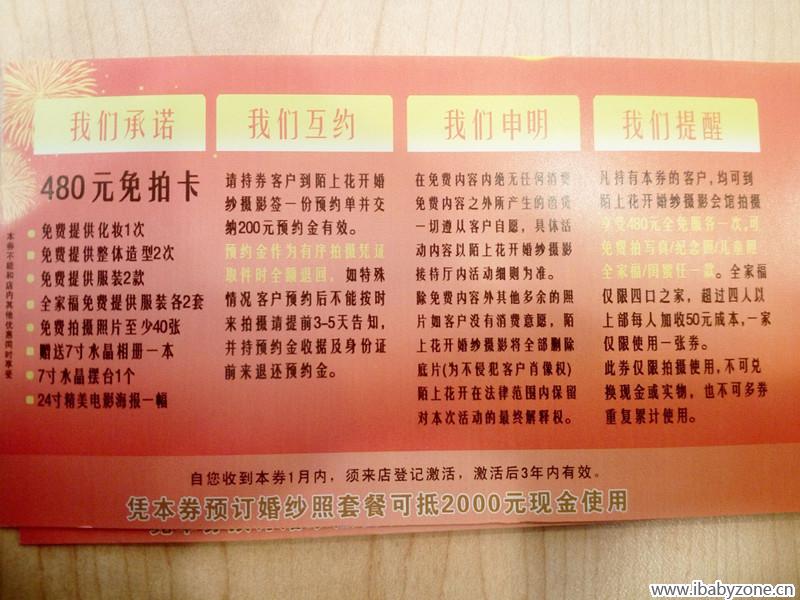 我们承诺
480元免拍卡
免费提供化妆1次
免费提供整体造型2次
免费提供服装2款
全家福免费提供服装各2套
免费拍摄照片至少40张
赠送7寸水晶相册一本
7寸水晶摆台1个
24寸精美电影海报一幅
本券不能和店内其他优惠同时享受
我们互约
请持券客户到陌上花开婚
纱摄影签一份预约单并交
纳200元预约金有效。
预约金作为有序拍摄凭证
取件时全额退回，如特殊
情况客户预约后不能按时
来拍摄请提前3-5天告知，
并持预约金收据及身份证
前来退还预约金。
我们申明
在免费内容内绝无任何消费
免费内容之外所产生的消费
一切遵从客户自愿，具体活
动内容以陌上花开婚纱摄影
接待厅内活动细则为准。
除免费内容外其他多余的照
片如客户没有消费意愿，陌
上花开婚纱摄影将全部删除
底片(为不侵犯客户肖像权)
陌上花开在法律范围内保留
对本次活动的最终解释权。
我们提醒
凡持有本券的客户，均可到
陌上花开婚纱摄影会馆拍摄
享受480元全免服务一次，可
免费拍写真/纪念照/儿童照
全家福/闺蜜任一款。全家福
仅限四口之家，超过四人以
上部每人加收50元成本，一家
仅限使用一张券。
此券仅限拍摄使用，不可兑
换现金或实物，也不可多券
重复累计使用。
自您收到本券1月内，须来店登记激活，激活后3年内有效。
凭本券预订婚纱照套餐可抵2000元现金使用
www.ibabyzone.cn